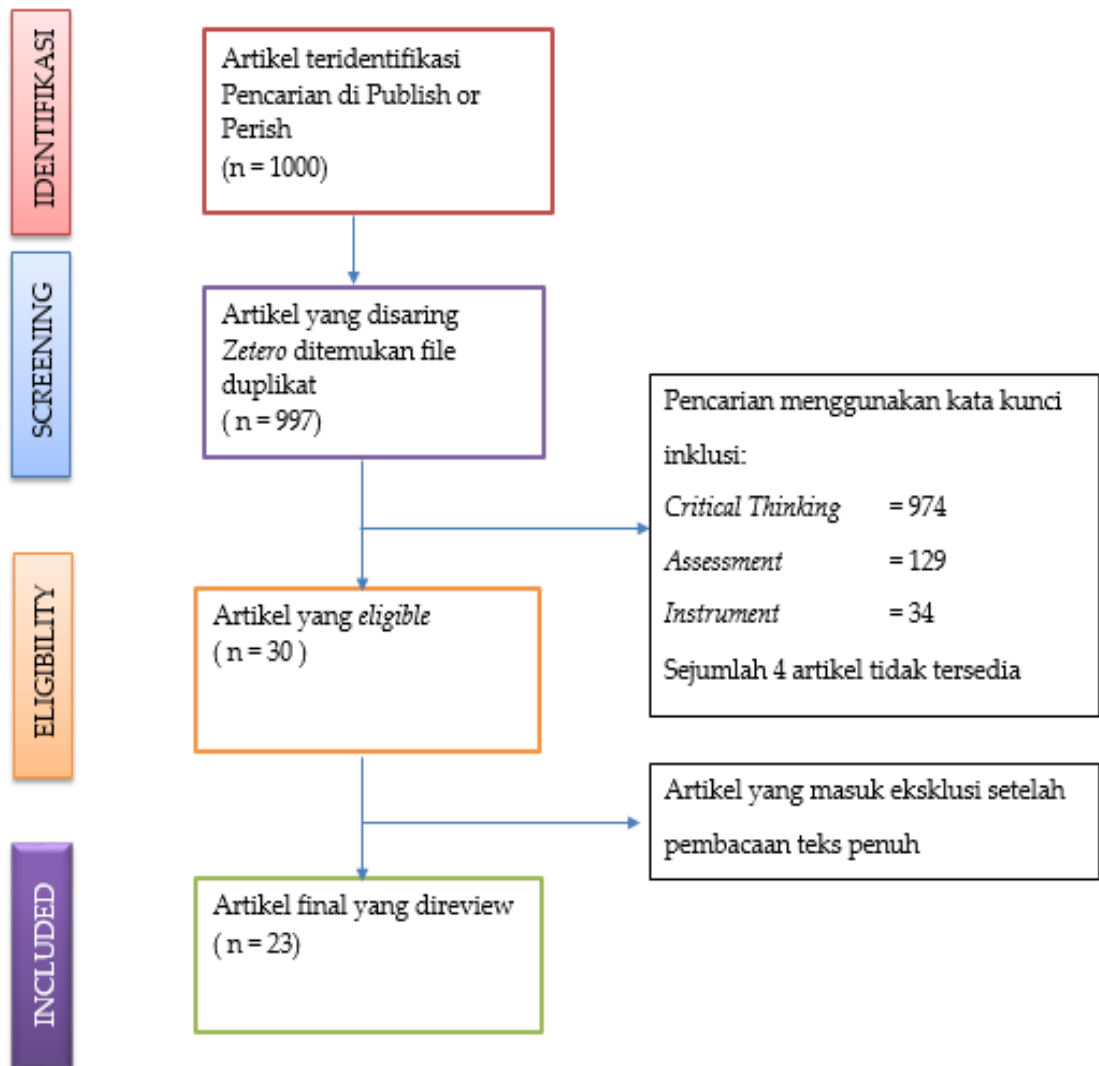 IDENTIFIKASI
Artikel teridentifikasi
Pencarian di Publish or
Perish
(n = 1000)
SCREENING
Artikel yang disaring
Zetero ditemukan file
duplikat
( n = 997)
Pencarian menggunakan kata kunci
inklusi:
Critical Thinking = 974
Assessment = 129
Instrument = 34
Sejumlah 4 artikel tidak tersedia
ELIGIBILITY
Artikel yang eligible
( n = 30 )
Artikel yang masuk eksklusi setelah
pembacaan teks penuh
INCLUDED
Artikel final yang direview
( n = 23)